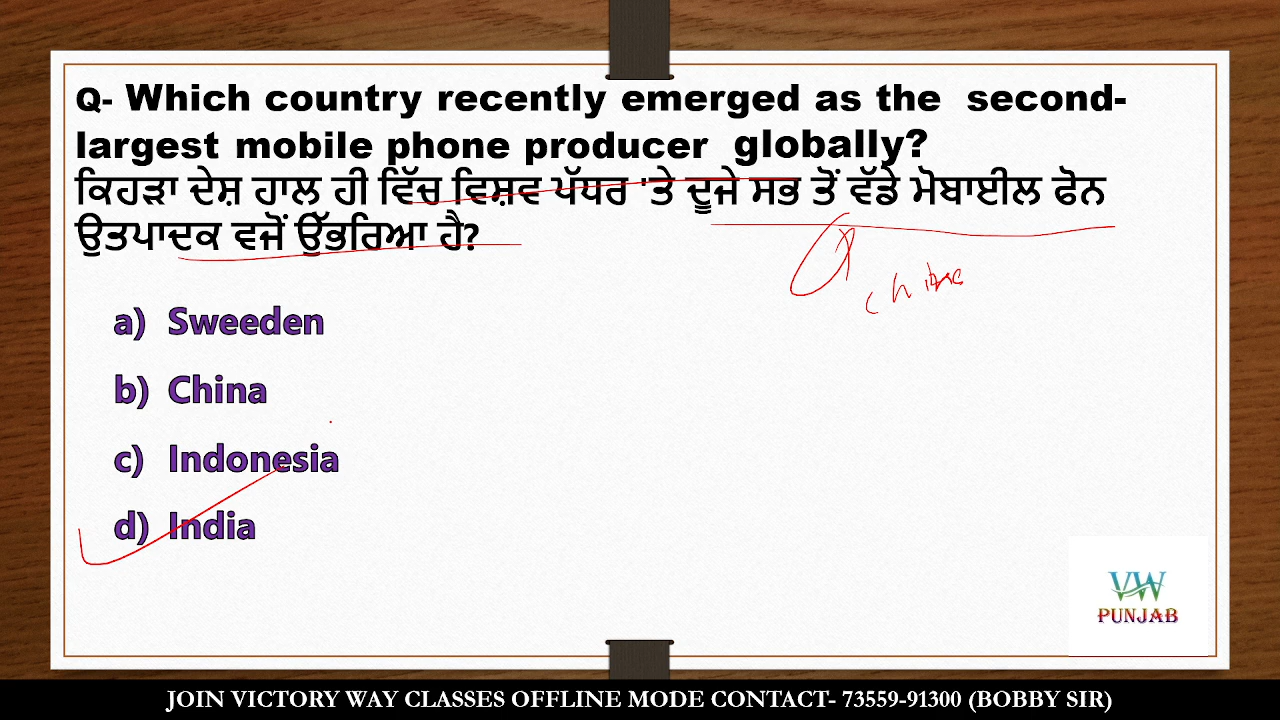 Q- Which country recently emerged as the second-
largest mobile phone producer globally?
ਕਿਹੜਾ ਦੇਸ਼ ਹਾਲ ਹੀ ਵਿੱਚ ਵਿਸ਼ਵ ਪੱਧਰ 'ਤੇ ਦੂਜੇ ਸਭ ਤੋਂ ਵੱਡੇ ਮੋਬਾਈਲ ਫੋਨ
ਉਤਪਾਦਕ ਵਜੋਂ ਉੱਭਰਿਆ ਹੈ?
a) Sweeden
b) China
c) Indonesia
d) India
VW
PUNJAB
JOIN VICTORY WAY CLASSES OFFLINE MODE CONTACT- 73559-91300 (BOBBY SIR)